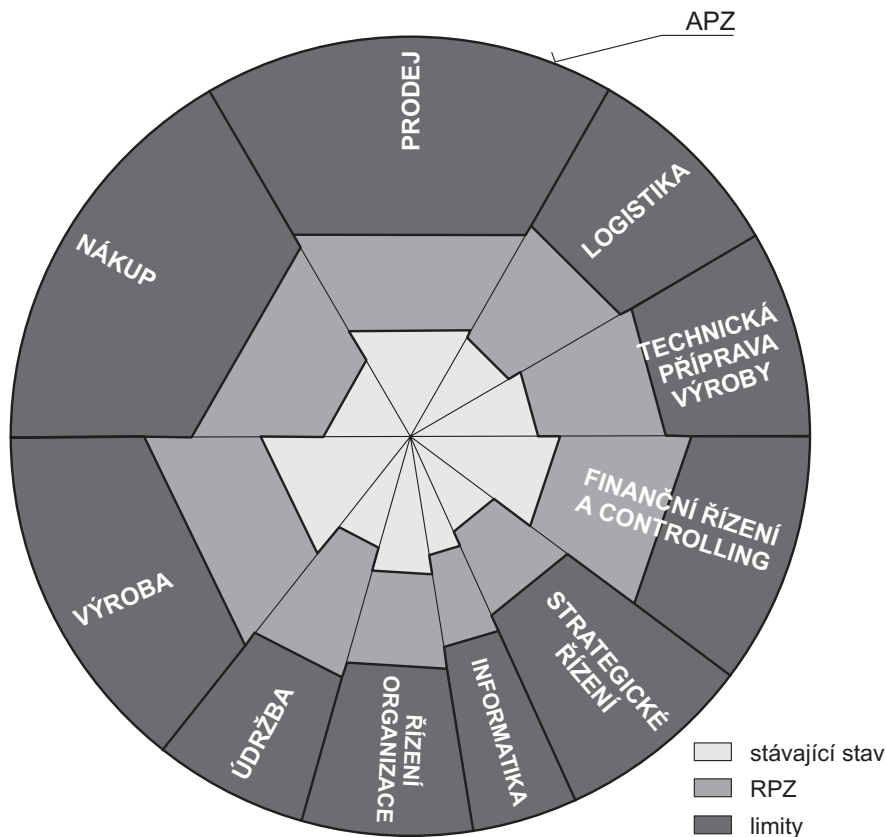 APZ
PRODEJ
LOGISTIKA
NÁKUP
TECHNICKÁ
PŘÍPRAVA
VÝROBY
FINANČNÍ ŘÍZENÍ
A CONTROLLING
VÝROBA
STRATEGICKÉ
ŘÍZENÍ
ÚDRŽBA
ŘÍZENÍ
ORGANIZACE
INFORMATIKA
stávající stav
RPZ
limity